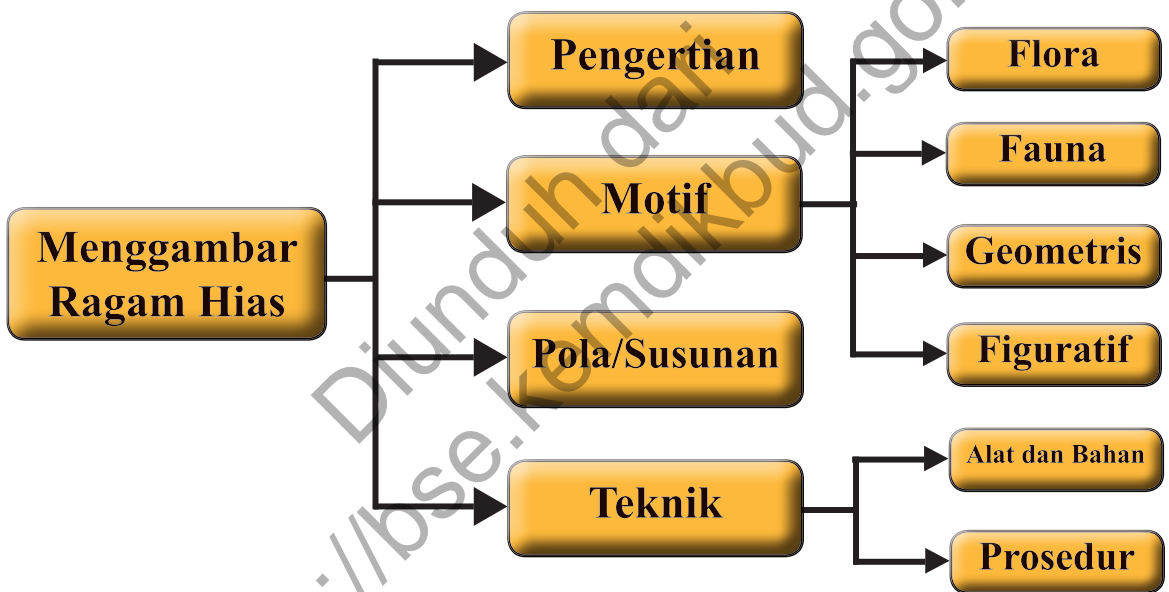 Menggambar
Ragam Hias
Pengertian
Motif
Pola/Susunan
Teknik
Flora
Fauna
Geometris
Figuratif
Alat dan Bahan
Prosedur
Diunduh dari
://bse.kemdikbud.go